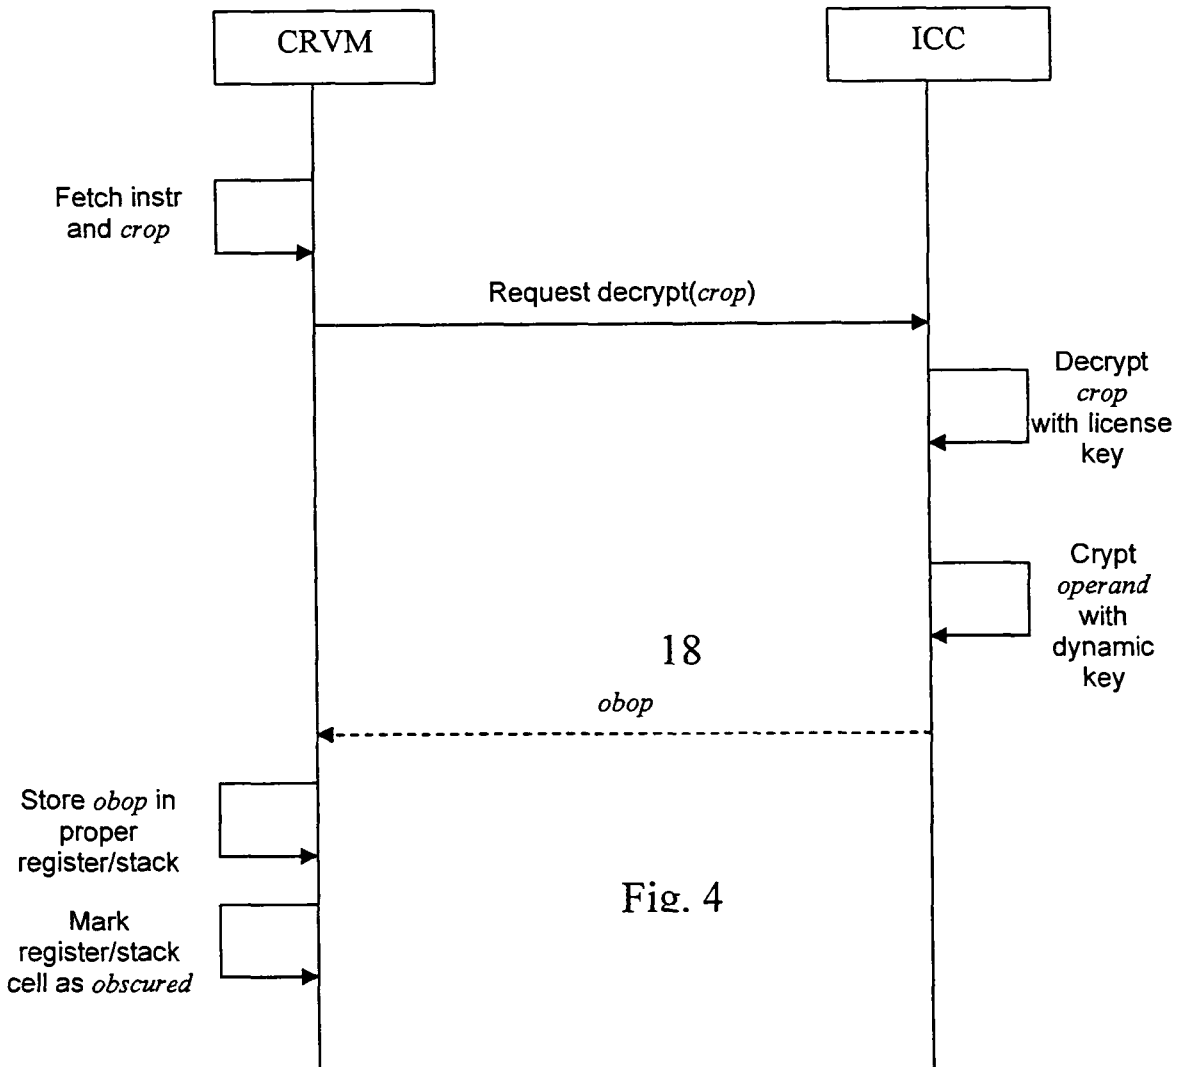 CRVM
ICC
Fetch instr
and crop
Request decrypt(crop)
Decrypt
crop
with license
key
Crypt
operand
with
dynamic
key
18
obop
Store obop in
proper
register/stack
Fig. 4
Mark
register/stack
cell as obscured